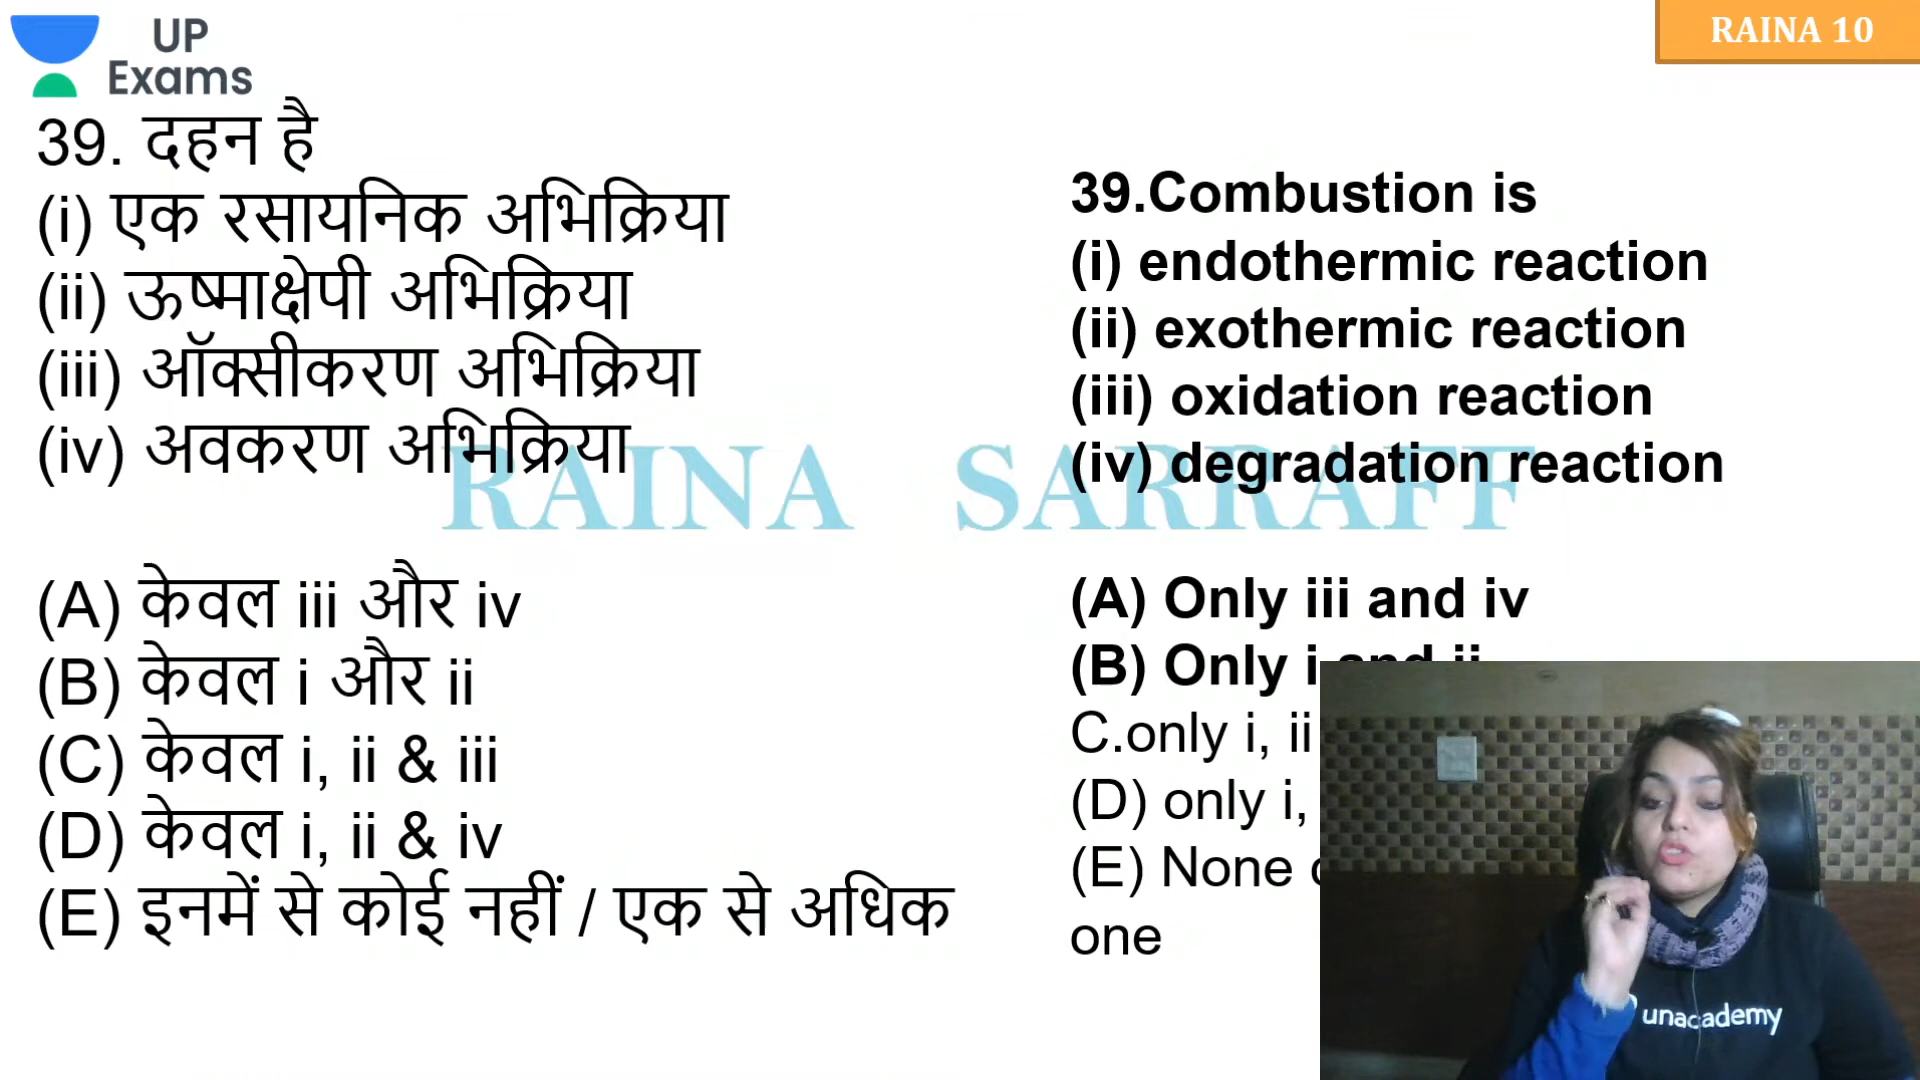 UP
Exams
RAINA 10
39. दहन है
(i) एक रसायनिक अभिक्रिया
(ii) ऊष्माक्षेपी अभिक्रिया
(iii) ऑक्सीकरण अभिक्रिया
(iv) अवकरण अभिक्रिया
(A) केवल iii और iv
(B) केवल i और ii
(C) केवल i, ii & iii
(D) केवल i, ii & iv
(E) इनमें से कोई नहीं / एक से अधिक
39.Combustion is
(i) endothermic reaction
(ii) exothermic reaction
(iii) oxidation reaction
(iv) degradation reaction
(A) Only iii and iv
(B) Only i and ii
C.only i, ii
(D) only i,
(E) None
one
RAINA SARRAFF
unacademy